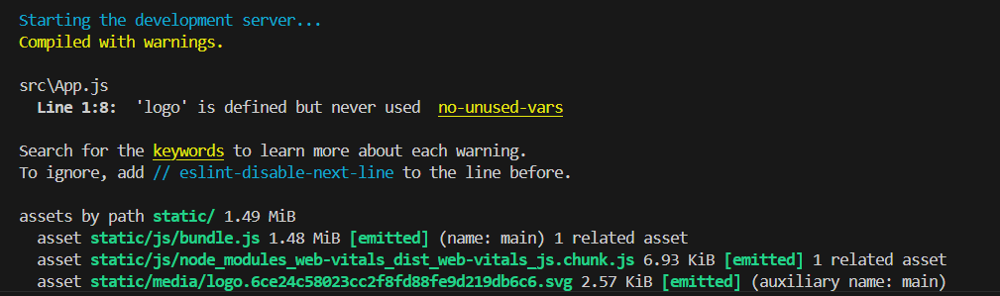 Starting the development server...
Compiled with warnings.
src\App.js
Line 1:8: 'logo' is defined but never used no-unused-vars
Search for the keywords to learn more about each warning.
To ignore, add // eslint-disable-next-line to the line before.
assets by path static/ 1.49 MiB
asset static/js/bundle.js 1.48 MiB [emitted] (name: main) 1 related asset
asset static/js/node_modules_web-vitals_dist_web-vitals_js.chunk.js 6.93 KiB [emitted] 1 related asset
asset static/media/logo.6ce24c58023cc2f8fd88fe9d219db6c6.svg 2.57 KiB [emitted] (auxiliary name: main)